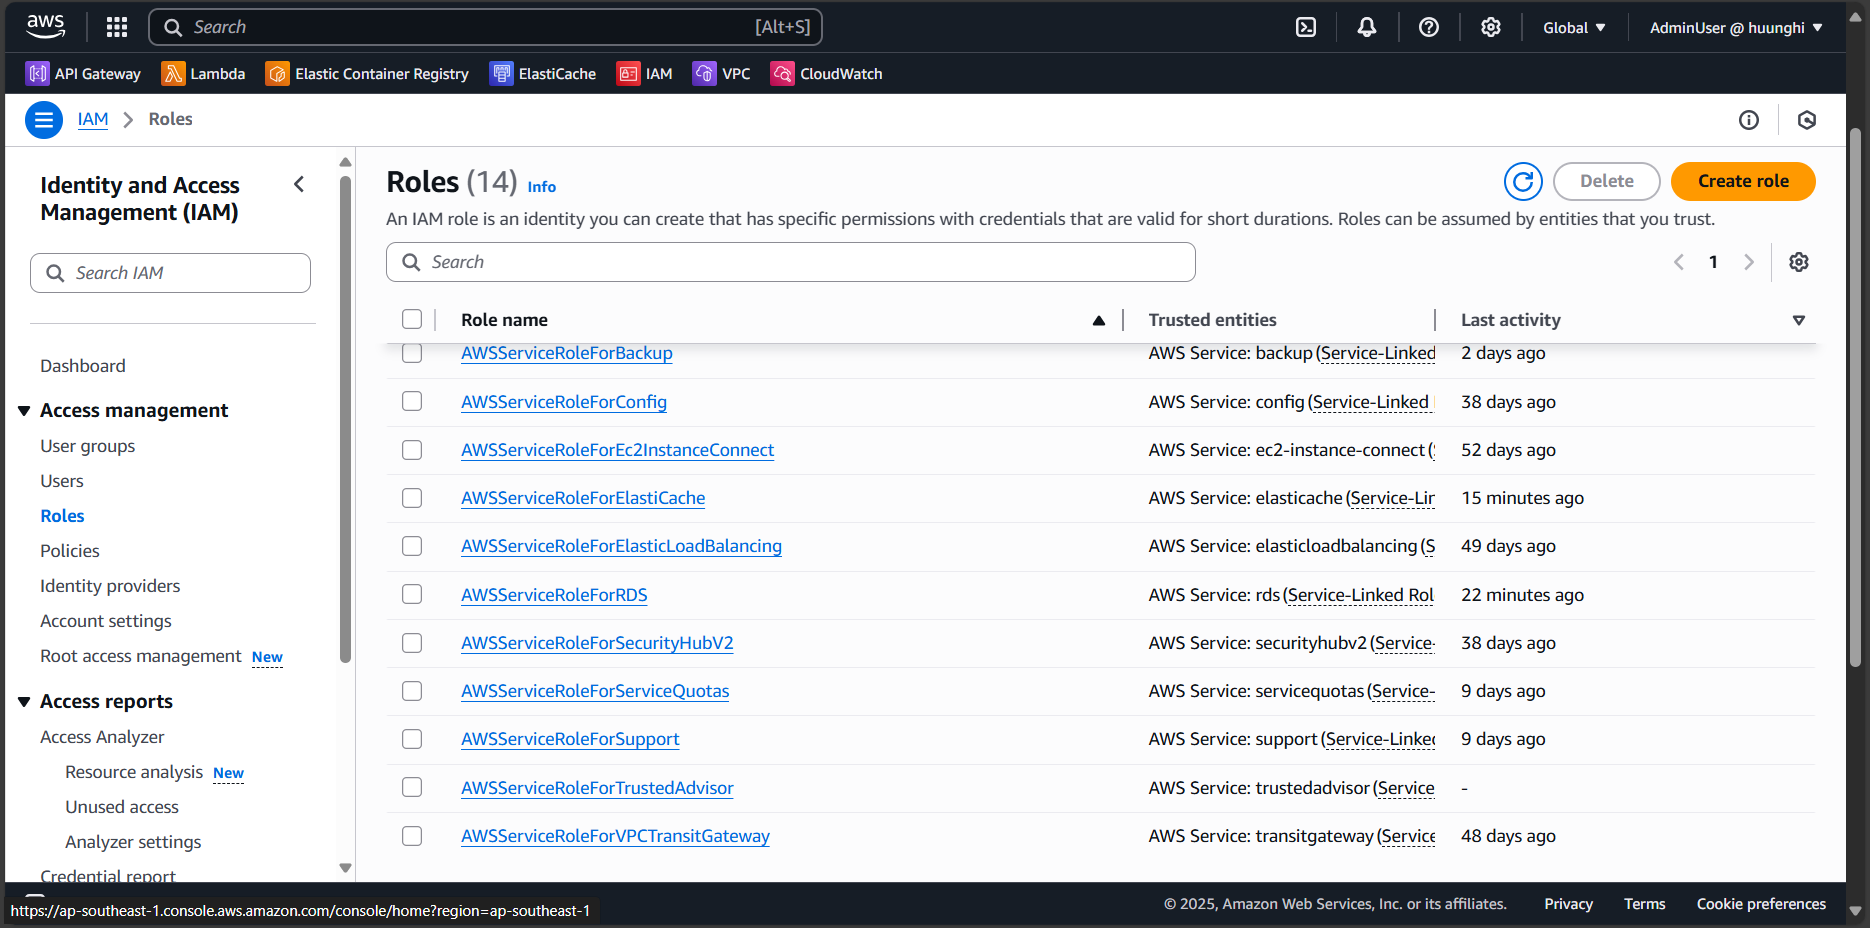 aws
Search [Alt+S]
Global
AdminUser @ huunghi
API Gateway
Lambda
Elastic Container Registry
ElastiCache
IAM
VPC
CloudWatch
IAM > Roles
Identity and Access
Management (IAM)
Search IAM
Dashboard
Access management
User groups
Users
Roles
Policies
Identity providers
Account settings
Root access management New
Access reports
Access Analyzer
Resource analysis New
Unused access
Analyzer settings
Credential report
Roles (14) Info
Delete
Create role
An IAM role is an identity you can create that has specific permissions with credentials that are valid for short durations. Roles can be assumed by entities that you trust.
Search
1
Role name Trusted entities Last activity
AWSServiceRoleForBackup AWS Service: backup (Service-Linked 2 days ago
AWSServiceRoleForConfig AWS Service: config (Service-Linked 38 days ago
AWSServiceRoleForEc2InstanceConnect AWS Service: ec2-instance-connect ( 52 days ago
AWSServiceRoleForElastiCache AWS Service: elasticache (Service-Lin 15 minutes ago
AWSServiceRoleForElasticLoadBalancing AWS Service: elasticloadbalancing (S 49 days ago
AWSServiceRoleForRDS AWS Service: rds (Service-Linked Rol 22 minutes ago
AWSServiceRoleForSecurityHubV2 AWS Service: securityhubv2 (Service- 38 days ago
AWSServiceRoleForServiceQuotas AWS Service: servicequotas (Service- 9 days ago
AWSServiceRoleForSupport AWS Service: support (Service-Linked 9 days ago
AWSServiceRoleForTrustedAdvisor AWS Service: trustedadvisor (Service -
AWSServiceRoleForVPCTransitGateway AWS Service: transitgateway (Service 48 days ago
https://ap-southeast-1.console.aws.amazon.com/console/home?region=ap-southeast-1
© 2025, Amazon Web Services, Inc. or its affiliates. Privacy Terms Cookie preferences